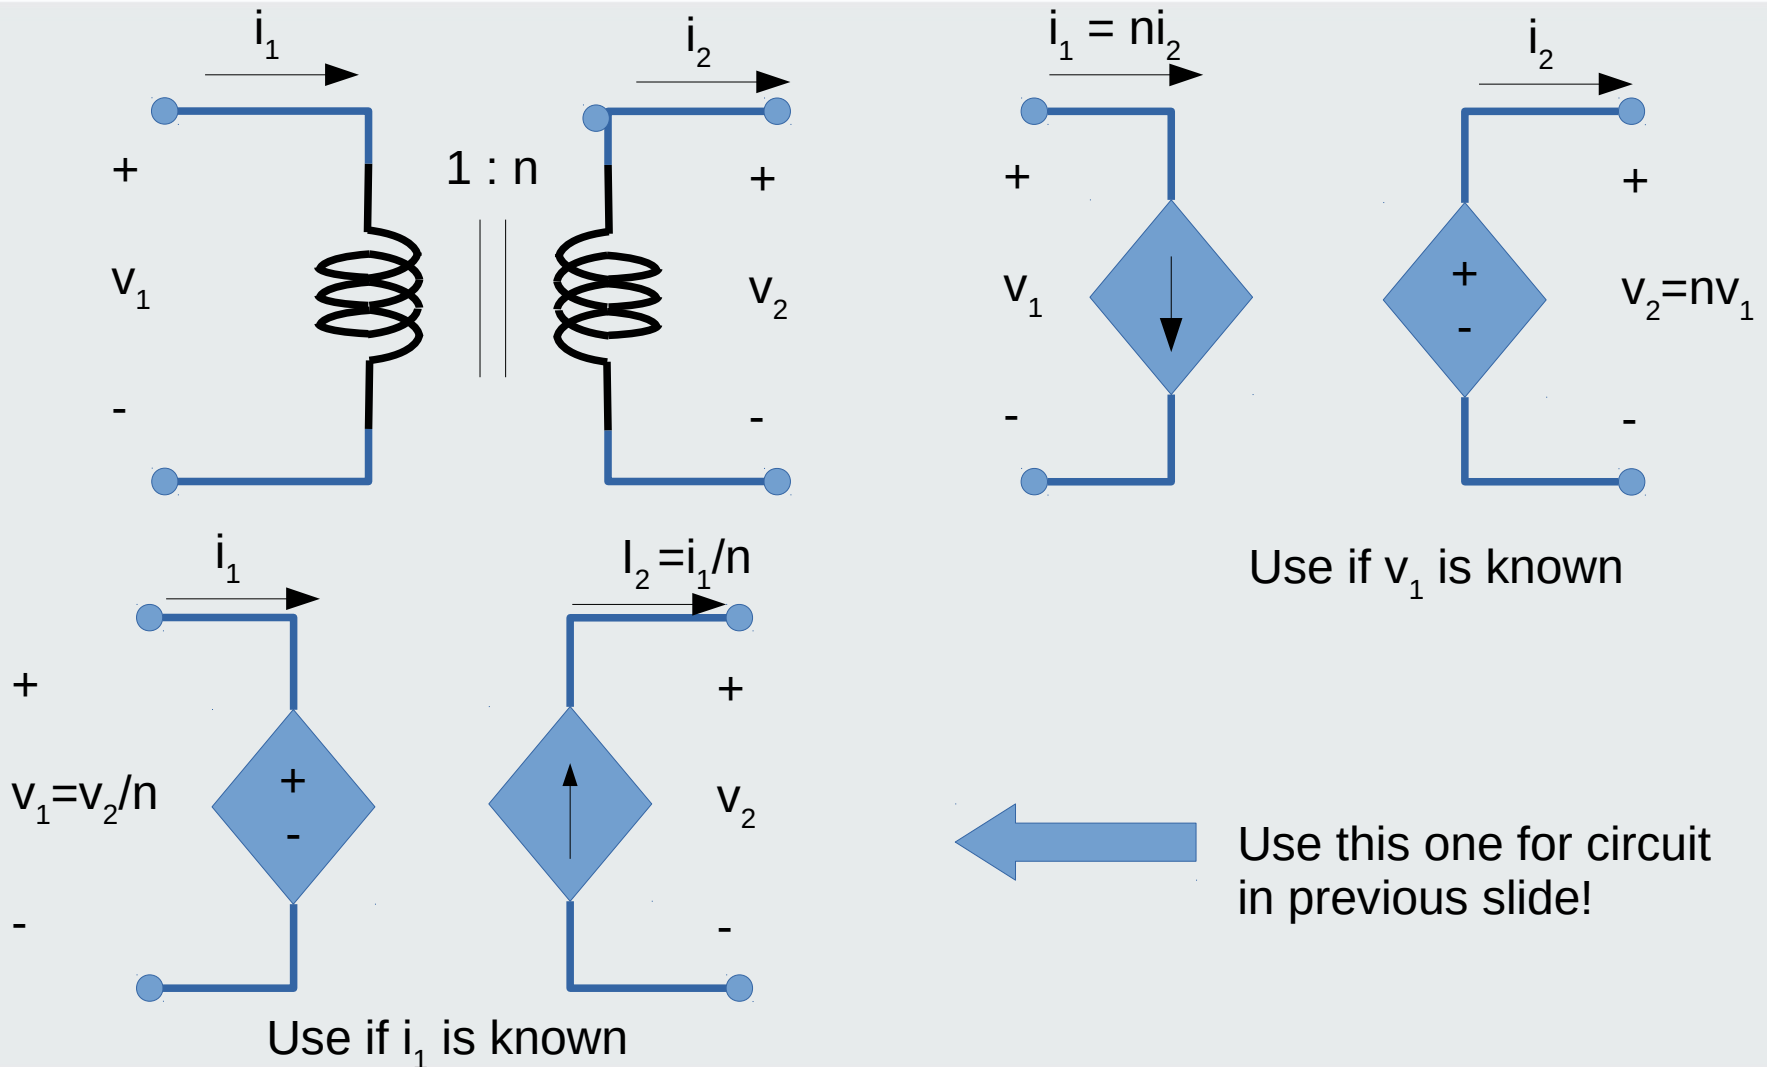 i₁
i₂
+
1 : n
+
v₁
v₂
-
-
i₁ = ni₂
i₂
+
+
v₁
+
-
v₂=nv₁
-
-
Use if v₁ is known
i₁
I₂ =i₁/n
+
+
v₁=v₂/n
+
-
v₂
-
-
Use if i₁ is known
Use this one for circuit
in previous slide!